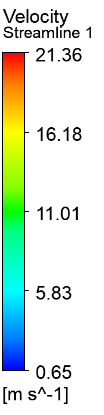 Velocity
Streamline 1
21.36
16.18
11.01
5.83
0.65
[m s^-1]